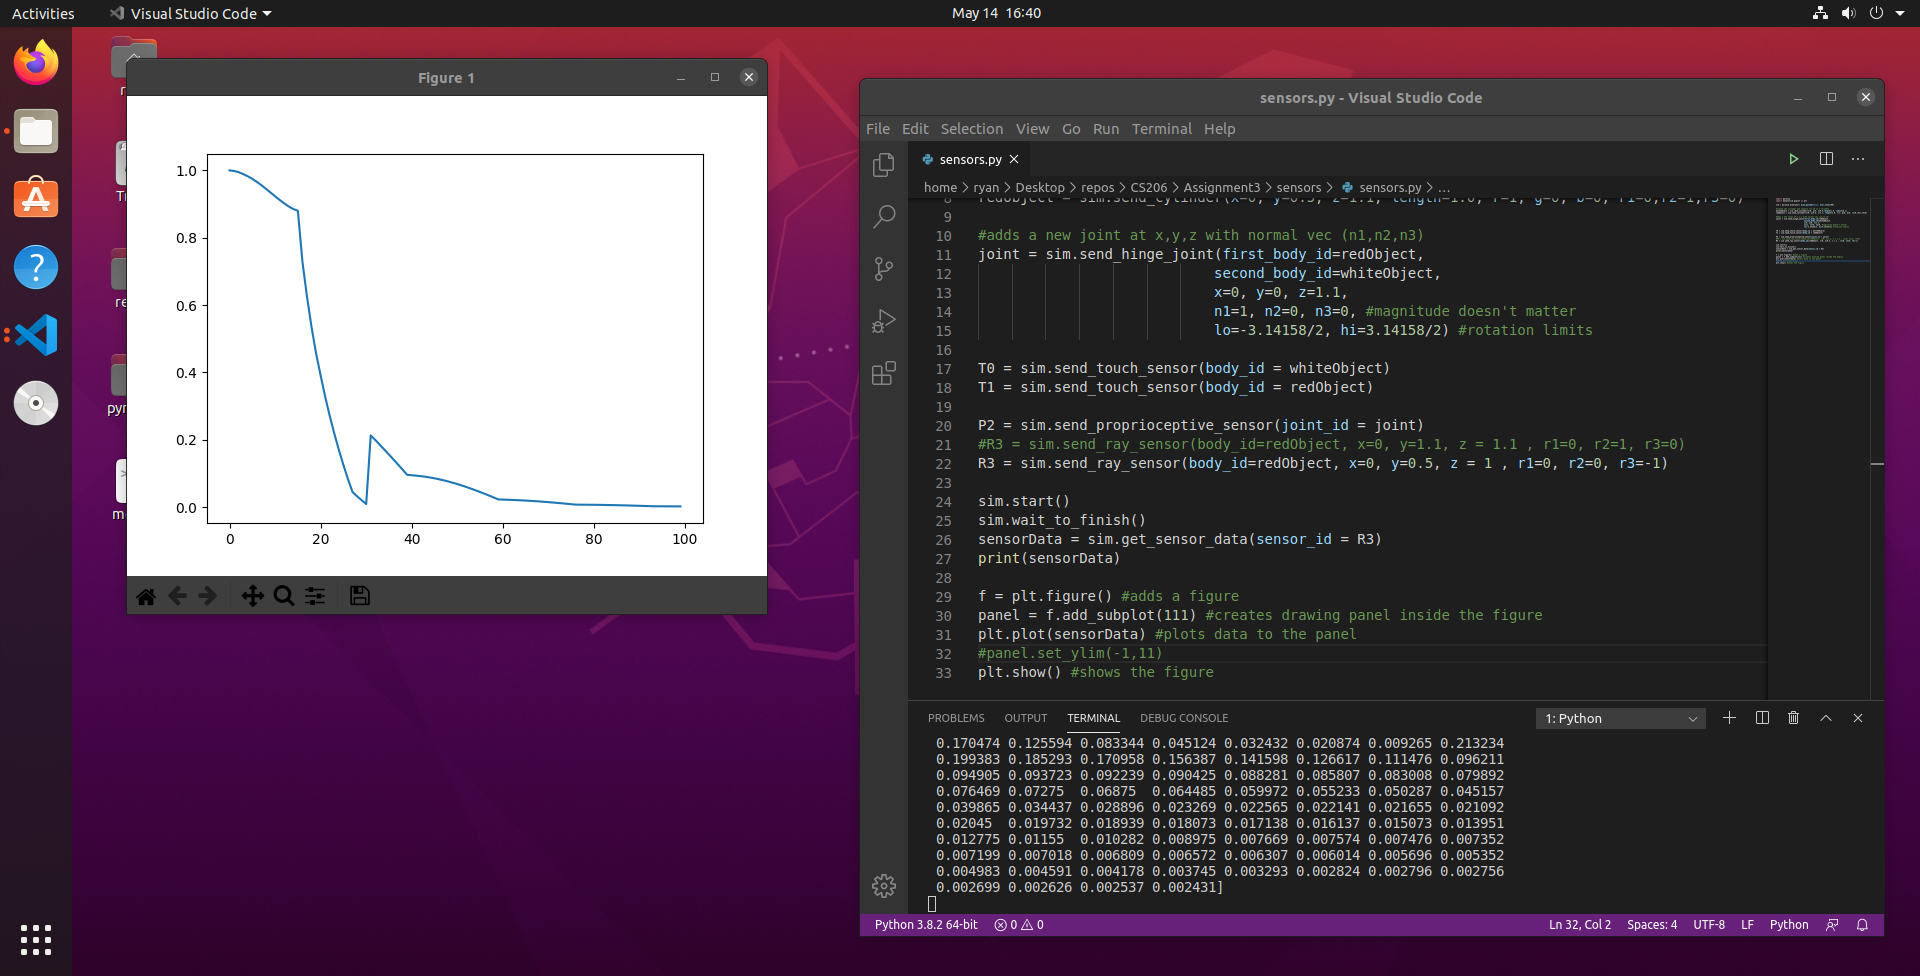 Activities
Visual Studio Code
May 14 16:40
Figure 1
1.0
0.8
0.6
0.4
0.2
0.0
0 20 40 60 80 100
sensors.py - Visual Studio Code
File Edit Selection View Go Run Terminal Help
sensors.py
home > ryan > Desktop > repos > CS206 > Assignment3 > sensors > sensors.py > ...
8 redObject = sim.send_cylinder(x=0, y=0.5, z=1.1, length=1.0, r=1, g=0, b=0, r1=0,r2=1,r3=0)
9
10 #adds a new joint at x,y,z with normal vec (n1,n2,n3)
11 joint = sim.send_hinge_joint(first_body_id=redObject,
12 second_body_id=whiteObject,
13 x=0, y=0, z=1.1,
14 n1=1, n2=0, n3=0, #magnitude doesn't matter
15 lo=-3.14158/2, hi=3.14158/2) #rotation limits
16
17 T0 = sim.send_touch_sensor(body_id = whiteObject)
18 T1 = sim.send_touch_sensor(body_id = redObject)
19
20 P2 = sim.send_proprioceptive_sensor(joint_id = joint)
21 #R3 = sim.send_ray_sensor(body_id=redObject, x=0, y=1.1, z = 1.1 , r1=0, r2=1, r3=0)
22 R3 = sim.send_ray_sensor(body_id=redObject, x=0, y=0.5, z = 1 , r1=0, r2=0, r3=-1)
23
24 sim.start()
25 sim.wait_to_finish()
26 sensorData = sim.get_sensor_data(sensor_id = R3)
27 print(sensorData)
28
29 f = plt.figure() #adds a figure
30 panel = f.add_subplot(111) #creates drawing panel inside the figure
31 plt.plot(sensorData) #plots data to the panel
32 #panel.set_ylim(-1,11)
33 plt.show() #shows the figure
PROBLEMS OUTPUT TERMINAL DEBUG CONSOLE
1: Python
0.170474 0.125594 0.083344 0.045124 0.032432 0.020874 0.009265 0.213234
0.199383 0.185293 0.170958 0.156387 0.141598 0.126617 0.111476 0.096211
0.094905 0.093723 0.092239 0.090425 0.088281 0.085807 0.083008 0.079892
0.076469 0.07275 0.06875 0.064485 0.059972 0.055233 0.050287 0.045157
0.039865 0.034437 0.028896 0.023269 0.022565 0.022141 0.021655 0.021092
0.02045 0.019732 0.018939 0.018073 0.017138 0.016137 0.015073 0.013951
0.012775 0.01155 0.010282 0.008975 0.007669 0.007574 0.007476 0.007352
0.007199 0.007018 0.006809 0.006572 0.006307 0.006014 0.005696 0.005352
0.004983 0.004591 0.004178 0.003745 0.003293 0.002824 0.002796 0.002756
0.002699 0.002626 0.002537 0.002431]
Python 3.8.2 64-bit
0 0
Ln 32, Col 2 Spaces: 4 UTF-8 LF Python